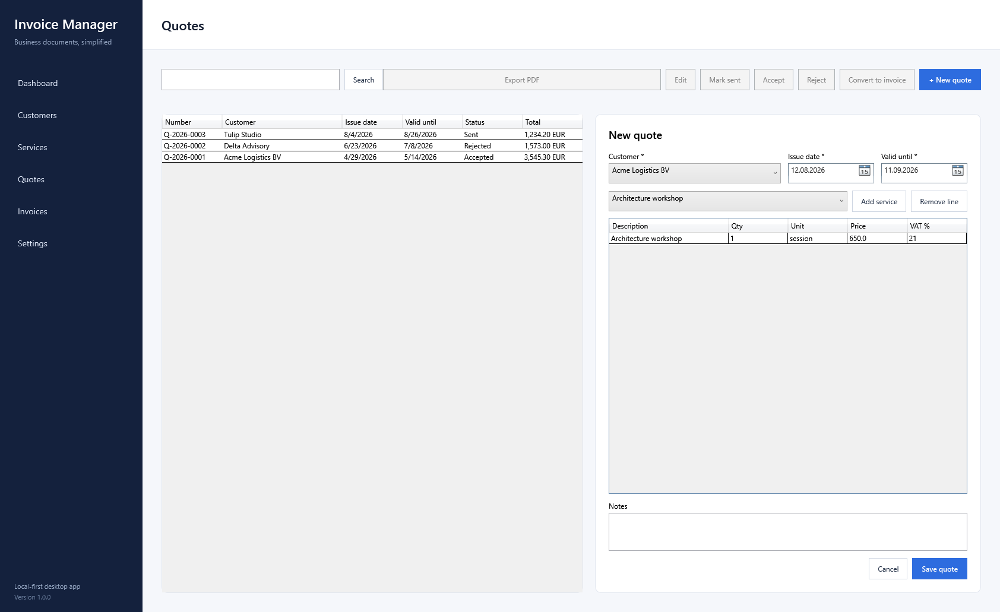 Invoice Manager
Business documents, simplified
Dashboard
Customers
Services
Quotes
Invoices
Settings
Local-first desktop app
Version 1.0.0
Quotes
Search Export PDF Edit Mark sent Accept Reject Convert to invoice + New quote
Number Customer Issue date Valid until Status Total
Q-2026-0003 Tulip Studio 8/4/2026 8/26/2026 Sent 1,234.20 EUR
Q-2026-0002 Delta Advisory 6/23/2026 7/8/2026 Rejected 1,573.00 EUR
Q-2026-0001 Acme Logistics BV 4/29/2026 5/14/2026 Accepted 3,545.30 EUR
New quote
Customer * Issue date * Valid until *
Acme Logistics BV 12.08.2026 15 11.09.2026 15
Architecture workshop Add service Remove line
Description Qty Unit Price VAT %
Architecture workshop 1 session 650.0 21
Notes
Cancel Save quote